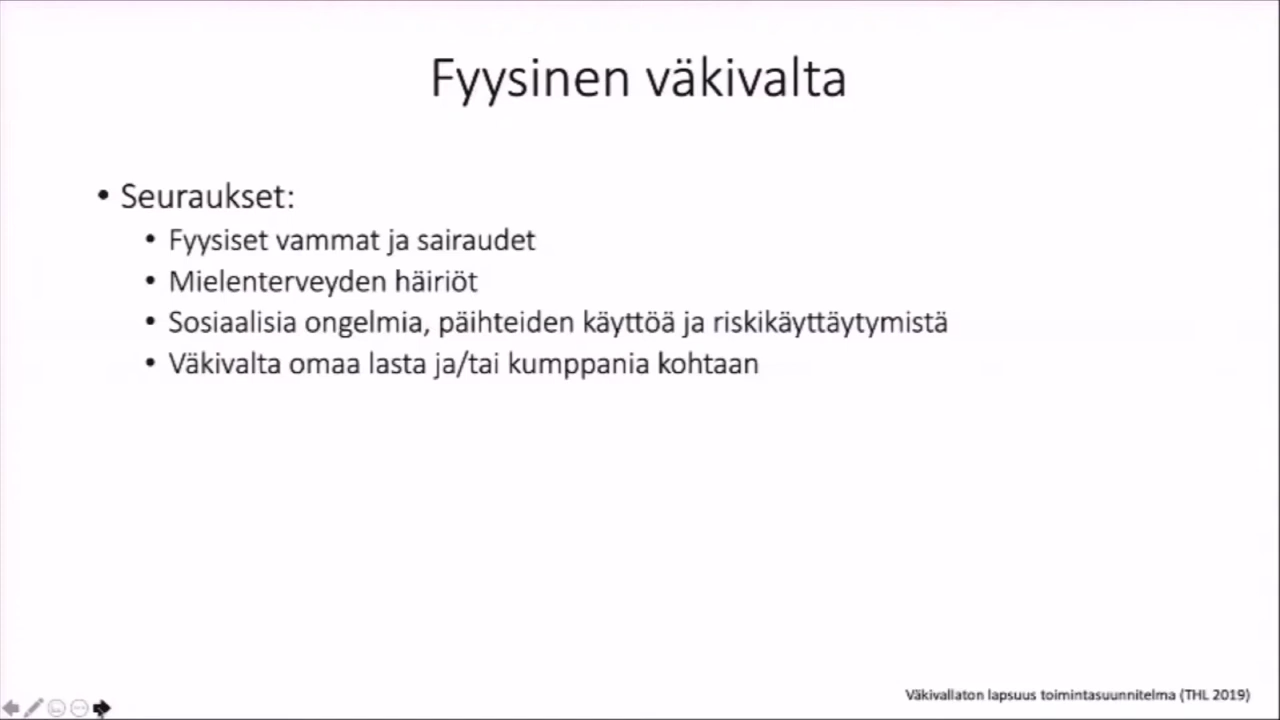 Fyysinen väkivalta
• Seuraukset:
• Fyysiset vammat ja sairaudet
• Mielenterveyden häiriöt
• Sosiaalisia ongelmia, päihteiden käyttöä ja riskikäyttäytymistä
• Väkivalta omaa lasta ja/tai kumppania kohtaan
Väkivallaton lapsuus toimintasuunnitelma (THL 2019)